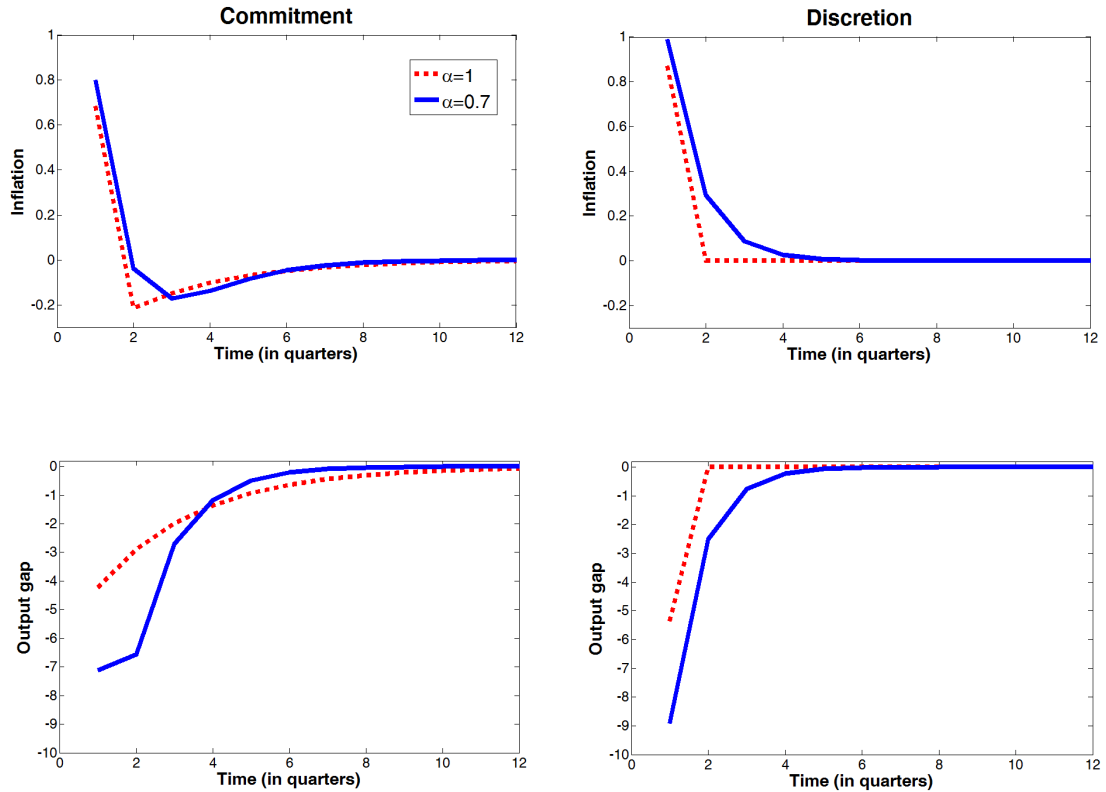 Commitment
1
0.8
0.6
0.4
0.2
0
-0.2
Inflation
α=1
α=0.7
0 2 4 6 8 10 12
Time (in quarters)
Discretion
1
0.8
0.6
0.4
0.2
0
-0.2
Inflation
0 2 4 6 8 10 12
Time (in quarters)
0
-1
-2
-3
-4
-5
-6
-7
-8
-9
-10
Output gap
0 2 4 6 8 10 12
Time (in quarters)
0
-1
-2
-3
-4
-5
-6
-7
-8
-9
-10
Output gap
0 2 4 6 8 10 12
Time (in quarters)